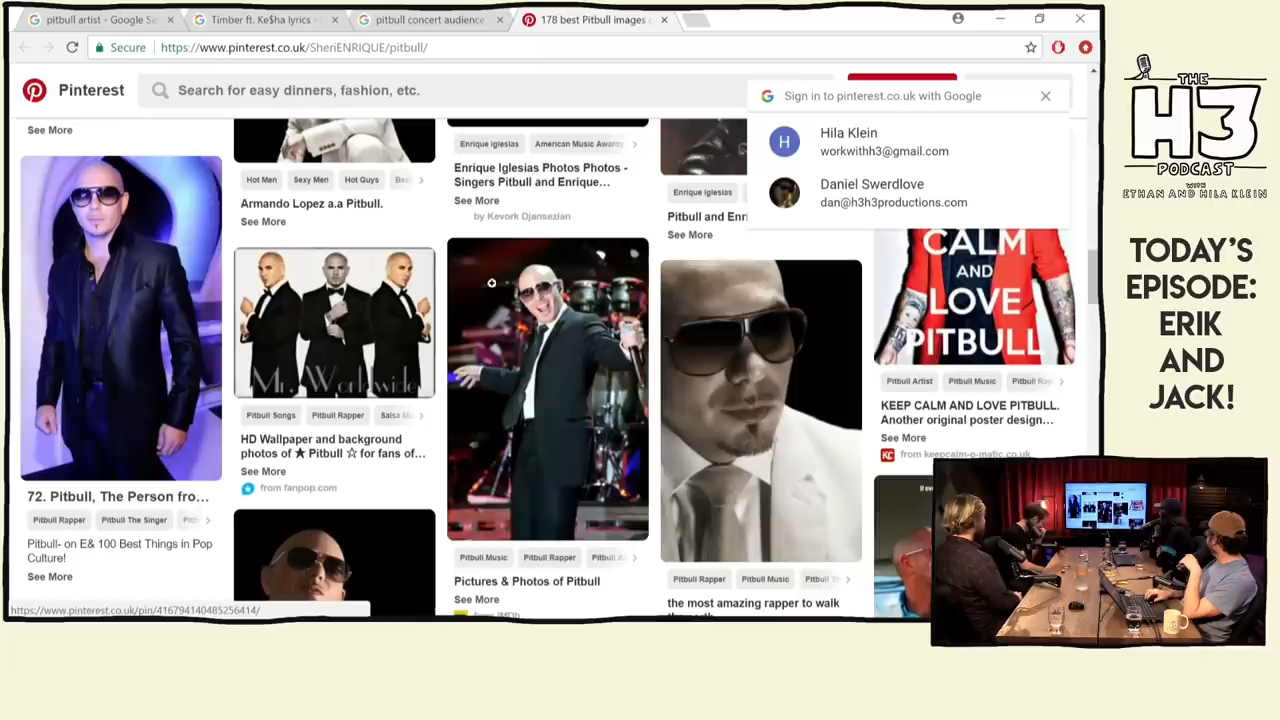 pitbull artist - Google Se
Timber ft. Ke$ha lyrics -
pitbull concert audience
178 best Pitbull images
Secure
https://www.pinterest.co.uk/SheriENRIQUE/pitbull/
Pinterest
Search for easy dinners, fashion, etc.
Sign in to pinterest.co.uk with Google
H
Hila Klein
workwithh3@gmail.com
Daniel Swerdlove
dan@h3h3productions.com
See More
72. Pitbull, The Person fro...
Pitbull Rapper
Pitbull The Singer
Pitbull- on E& 100 Best Things in Pop
Culture!
See More
https://www.pinterest.co.uk/pin/416794140485256414/
Hot Men
Sexy Men
Hot Guys
Armando Lopez a.a Pitbull.
See More
Mr. Worldwide
Pitbull Songs
Pitbull Rapper
Salsa
HD Wallpaper and background
photos of ★ Pitbull ☆ for fans of...
See More
from fanpop.com
Enrique Iglesias
American Music Awards
Enrique Iglesias Photos Photos -
Singers Pitbull and Enrique...
See More
by Kevork Djansezian
Pitbull Music
Pitbull Rapper
Pictures & Photos of Pitbull
See More
Enrique Iglesias
Pitbull and Enri
See More
Pitbull Rapper
Pitbull Music
the most amazing rapper to walk
CALM
AND
LOVE
PITBULL
Pitbull Artist
Pitbull Music
Pitbull Rap
KEEP CALM AND LOVE PITBULL.
Another original poster design...
See More
KC
from keepcalm-o-matic.co.uk
THE
H3
PODCAST
WITH
ETHAN AND HILA KLEIN
TODAY'S
EPISODE:
ERIK
AND
JACK!